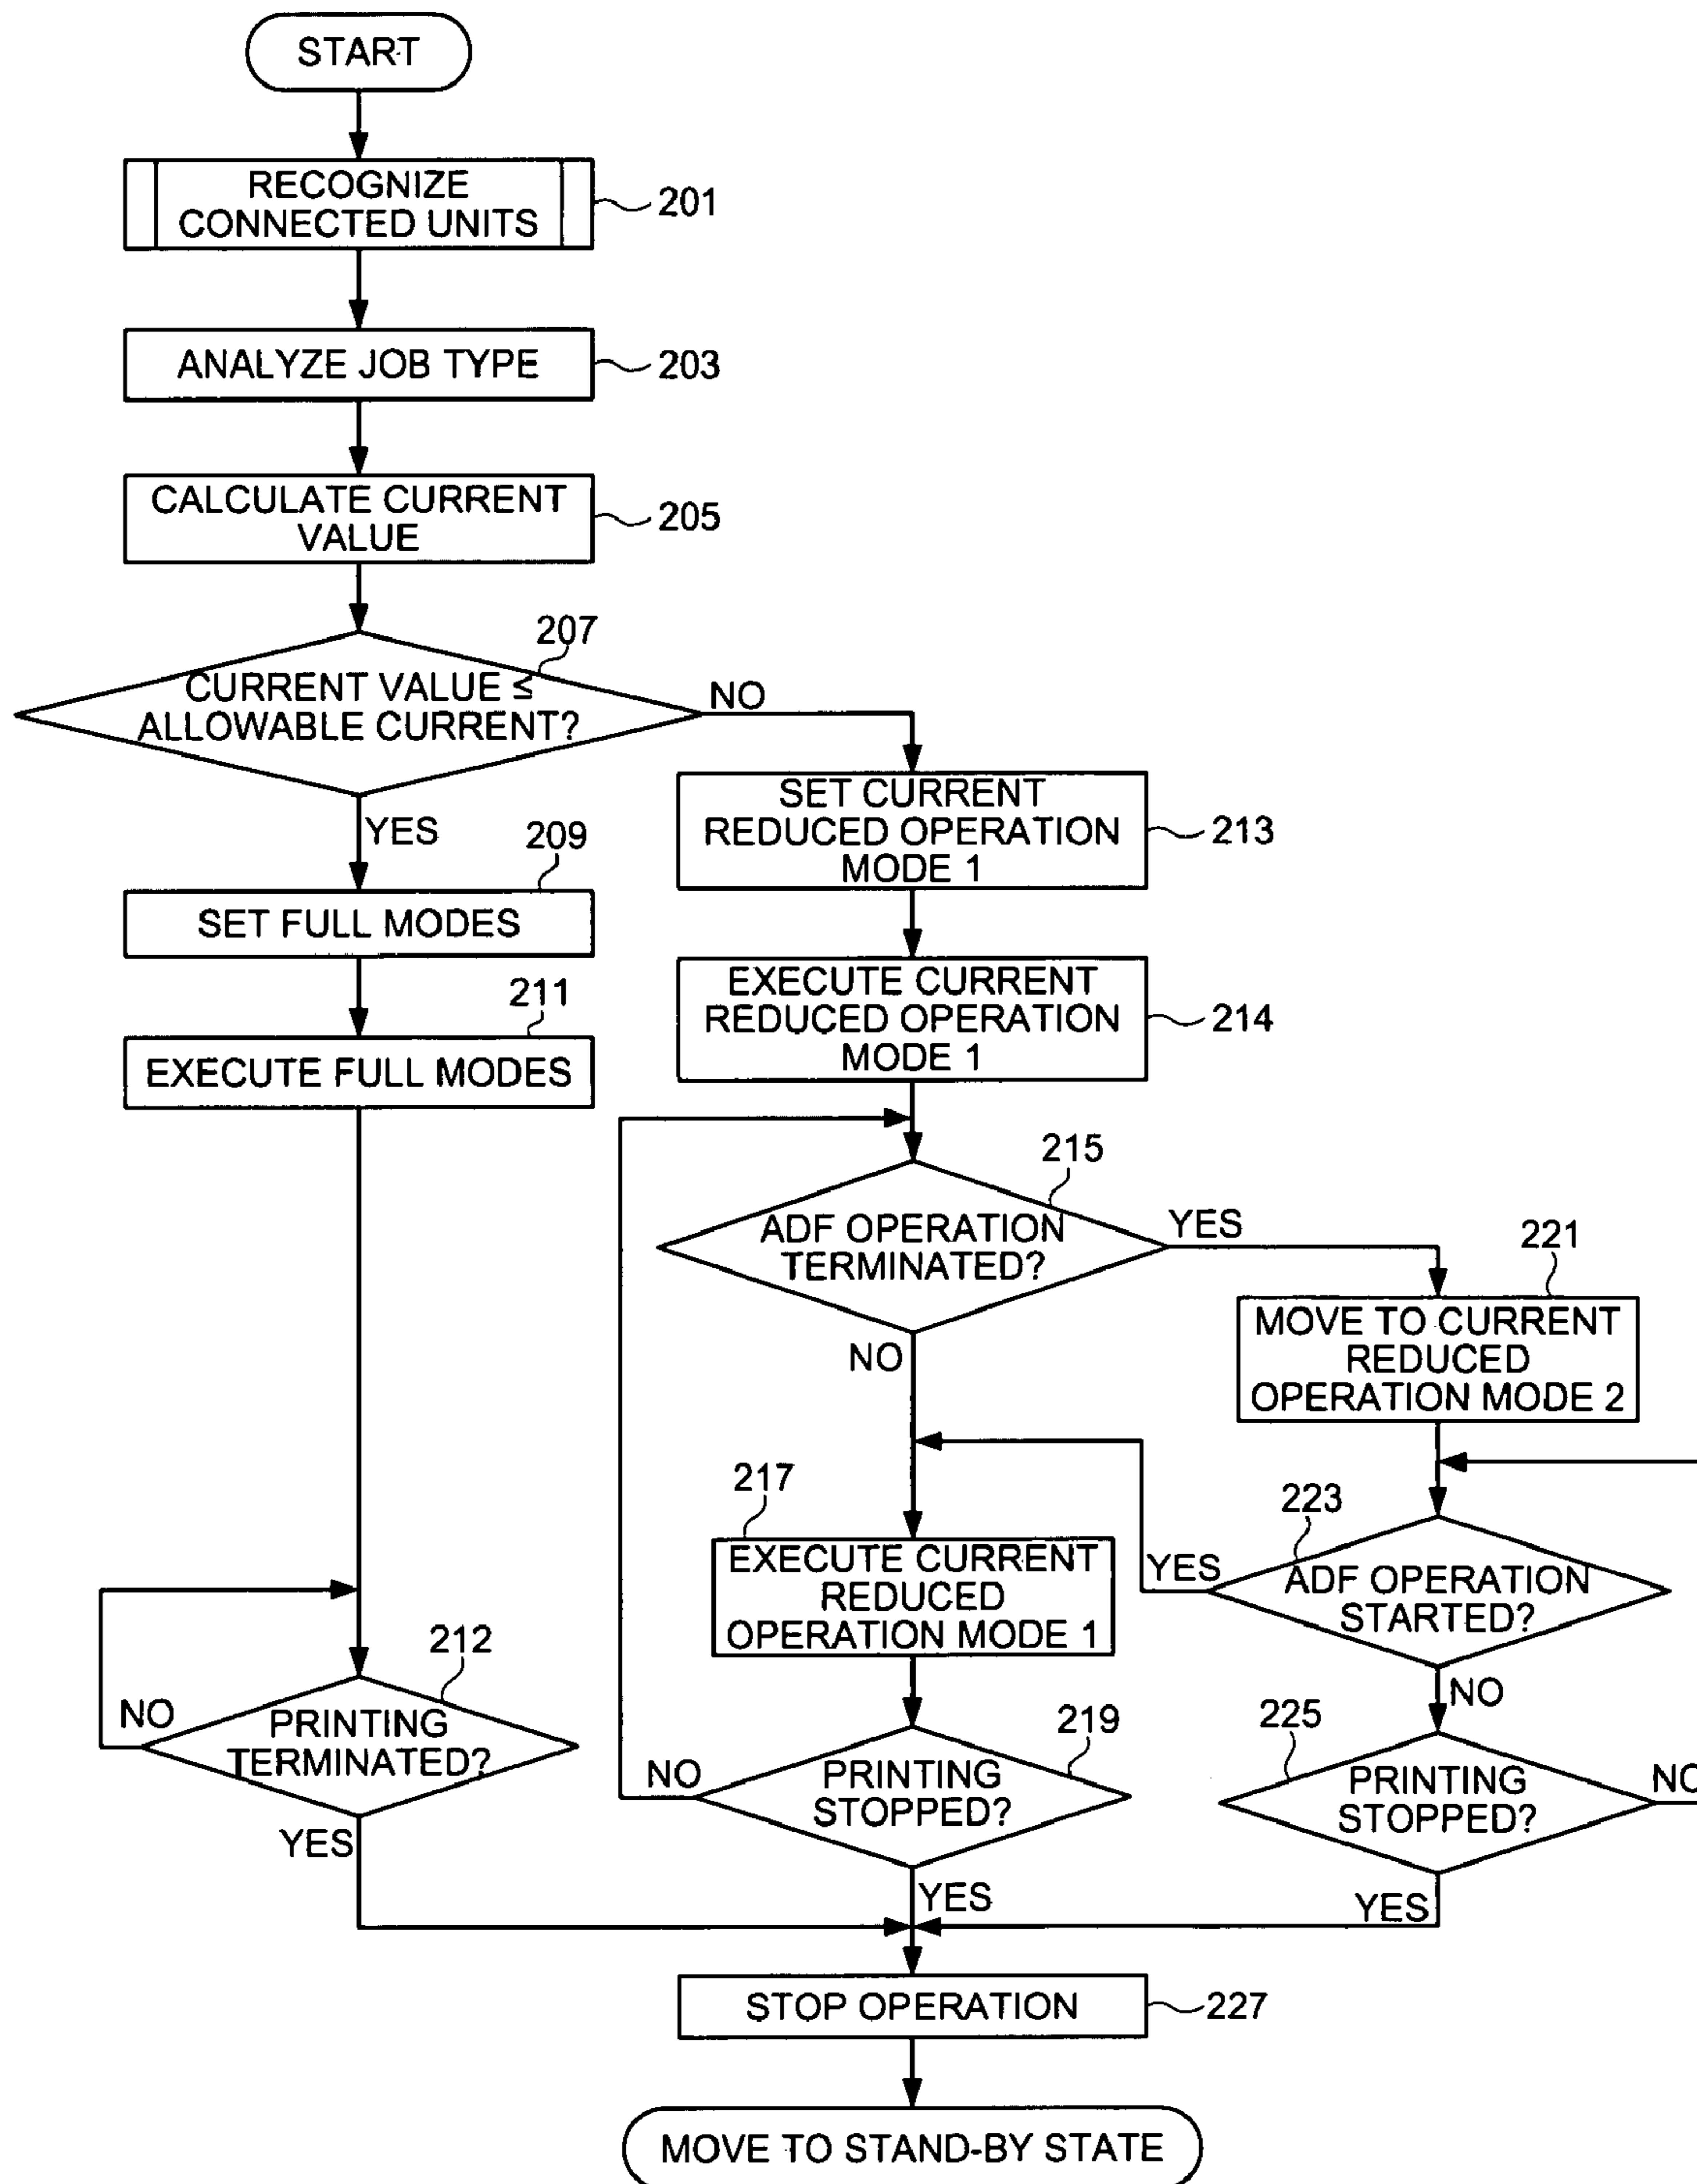 START
RECOGNIZE
CONNECTED UNITS
201
ANALYZE JOB TYPE
203
CALCULATE CURRENT
VALUE
205
207
CURRENT VALUE ≤
ALLOWABLE CURRENT?
NO
YES
209
SET FULL MODES
211
EXECUTE FULL MODES
212
PRINTING
TERMINATED?
NO
YES
SET CURRENT
REDUCED OPERATION
MODE 1
213
EXECUTE CURRENT
REDUCED OPERATION
MODE 1
214
215
ADF OPERATION
TERMINATED?
YES
NO
217
EXECUTE CURRENT
REDUCED
OPERATION MODE 1
219
PRINTING
STOPPED?
NO
YES
221
MOVE TO CURRENT
REDUCED
OPERATION MODE 2
223
ADF OPERATION
STARTED?
YES
NO
225
PRINTING
STOPPED?
NO
YES
STOP OPERATION
227
MOVE TO STAND-BY STATE